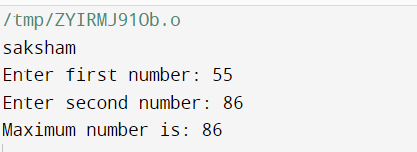 /tmp/ZYIRMJ91Ob.o
saksham
Enter first number: 55
Enter second number: 86
Maximum number is: 86